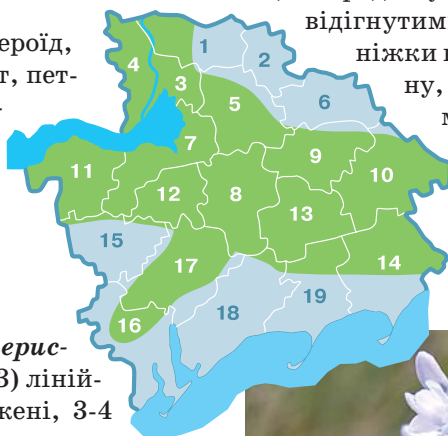 ероїд,
т, пет-
відігнутим
ніжки
ну,
1
2
4
3
5
6
7
9
10
11
12
8
13
15
17
14
16
18
19
ерис-
3) ліній-
жені, 3-4